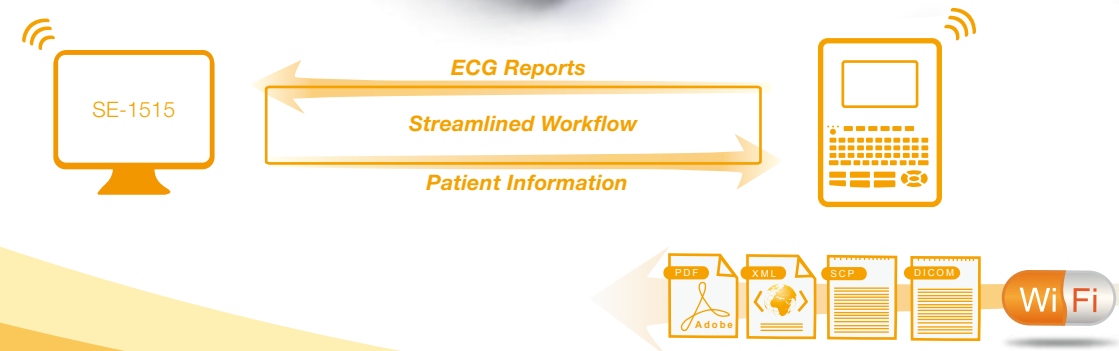 ECG Reports
SE-1515
Streamlined Workflow
Patient Information
PDF
XML
SCP
DICOM
Adobe
Wi Fi